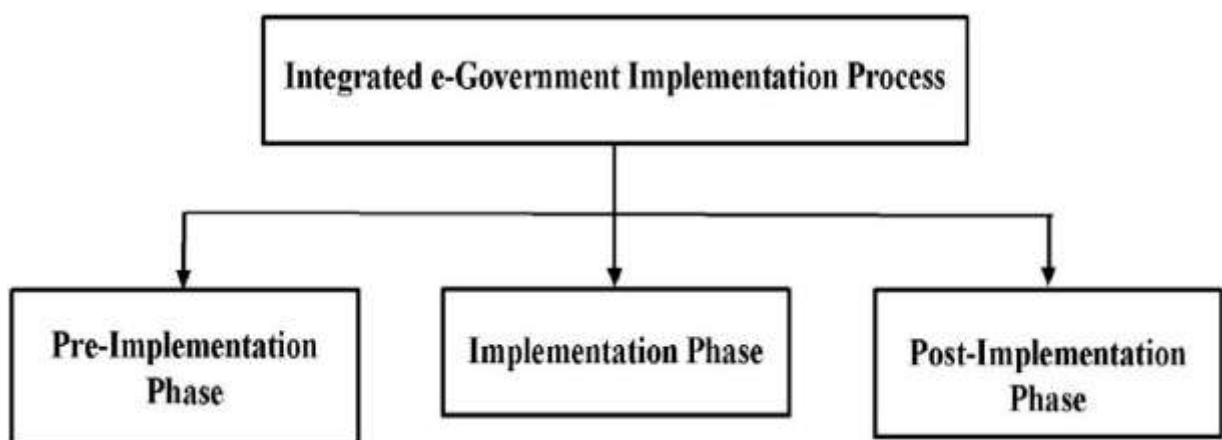 Integrated e-Government Implementation Process
Pre-Implementation
Phase
Implementation Phase
Post-Implementation
Phase